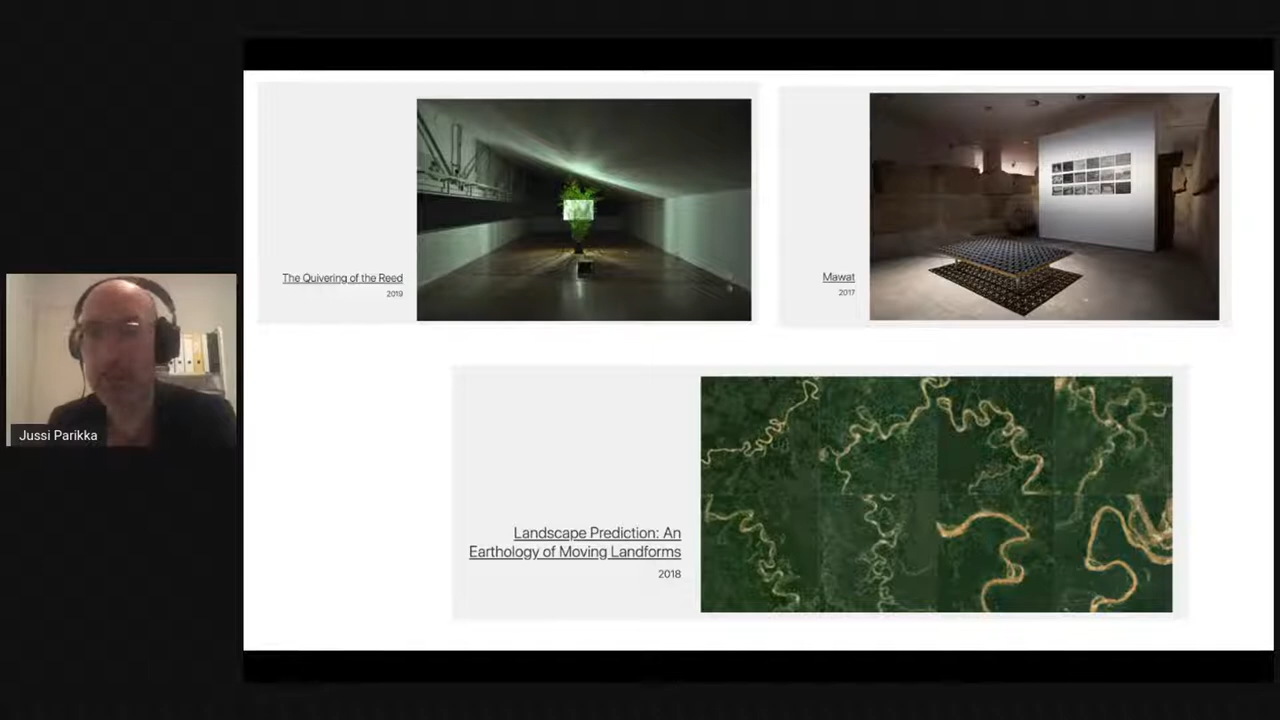 The Quivering of the Reed
2019
Mawat
2017
Jussi Parikka
Landscape Prediction: An
Earthology of Moving Landforms
2018